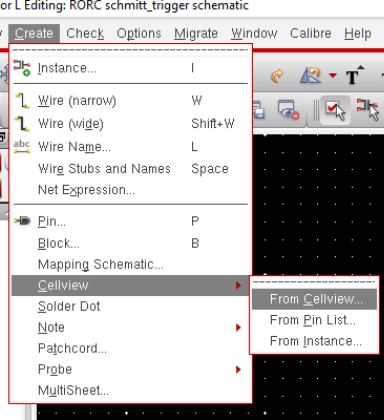 or L Editing: RORC schmitt_trigger schematic
Create Check Options Migrate Window Calibre Help
Instance... I
Wire (narrow) W
Wire (wide) Shift+W
abc Wire Name... L
Wire Stubs and Names Space
Net Expression...
Pin... P
Block... B
Mapping Schematic...
Cellview
From Cellview...
Solder Dot
From Pin List...
Note
From Instance...
Patchcord...
Probe
MultiSheet...
T